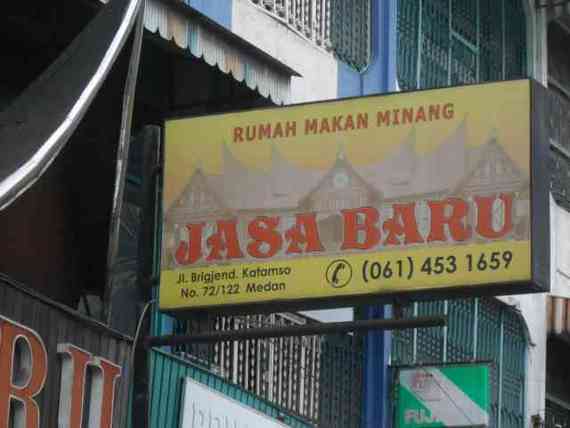 RUMAH MAKAN MINANG
JASA BARU
Jl. Brigjend. Katamso
No. 72/122 Medan
(061) 453 1659